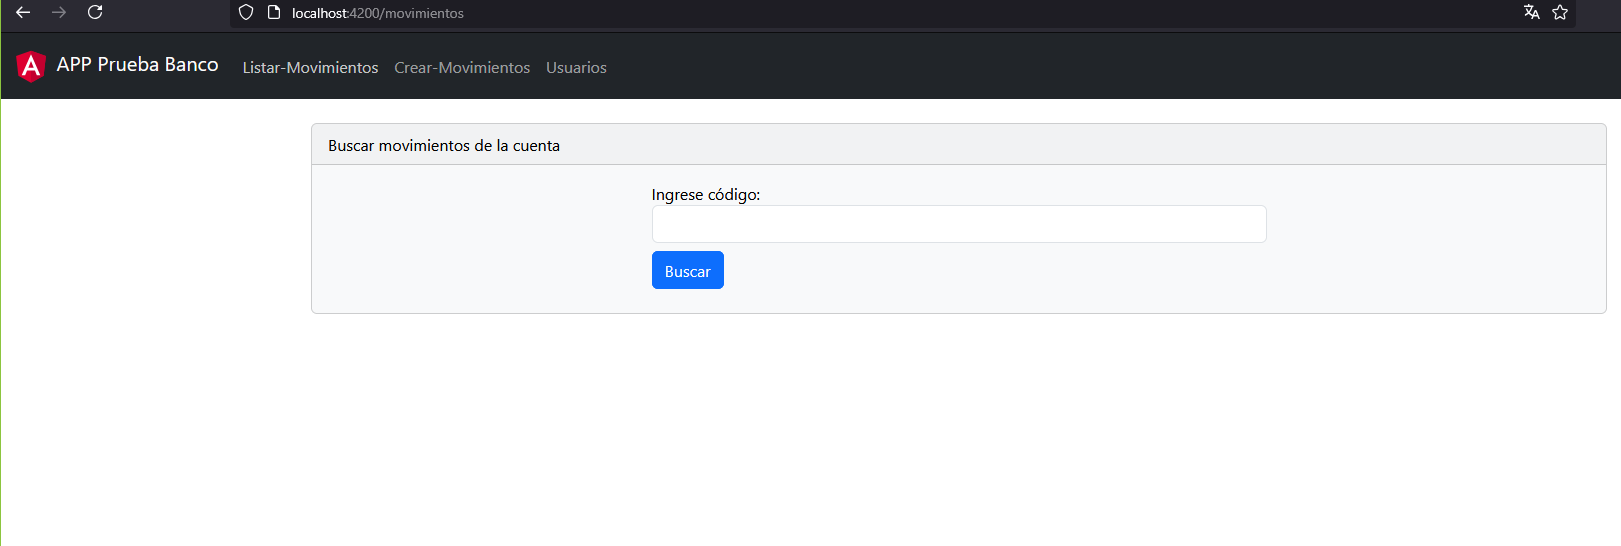 localhost:4200/movimientos
APP Prueba Banco Listar-Movimientos Crear-Movimientos Usuarios
Buscar movimientos de la cuenta
Ingrese código:
Buscar